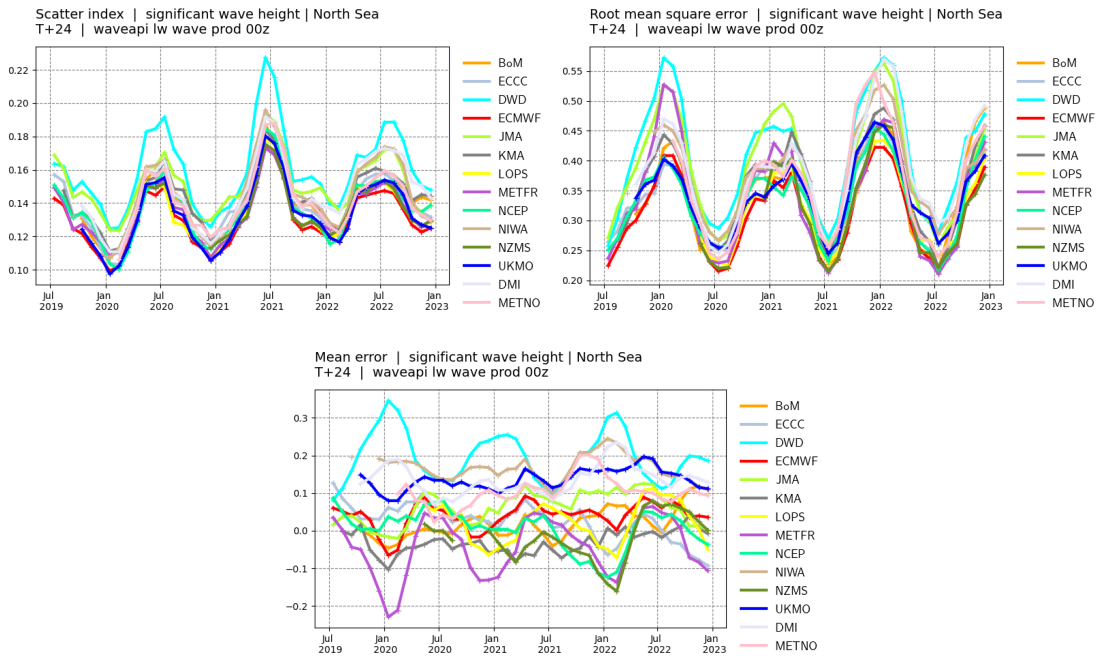 Scatter index | significant wave height | North Sea
T+24 | waveapi lw wave prod 00z
0.22
0.20
0.18
0.16
0.14
0.12
0.10
Jul 2019
Jan 2020
Jul 2020
Jan 2021
Jul 2021
Jan 2022
Jul 2022
Jan 2023
BoM
ECCC
DWD
ECMWF
JMA
KMA
LOPS
METFR
NCEP
NIWA
NZMS
UKMO
DMI
METNO
Root mean square error | significant wave height | North Sea
T+24 | waveapi lw wave prod 00z
0.55
0.50
0.45
0.40
0.35
0.30
0.25
0.20
Jul 2019
Jan 2020
Jul 2020
Jan 2021
Jul 2021
Jan 2022
Jul 2022
Jan 2023
BoM
ECCC
DWD
ECMWF
JMA
KMA
LOPS
METFR
NCEP
NIWA
NZMS
UKMO
DMI
METNO
Mean error | significant wave height | North Sea
T+24 | waveapi lw wave prod 00z
0.3
0.2
0.1
0.0
−0.1
−0.2
Jul 2019
Jan 2020
Jul 2020
Jan 2021
Jul 2021
Jan 2022
Jul 2022
Jan 2023
BoM
ECCC
DWD
ECMWF
JMA
KMA
LOPS
METFR
NCEP
NIWA
NZMS
UKMO
DMI
METNO